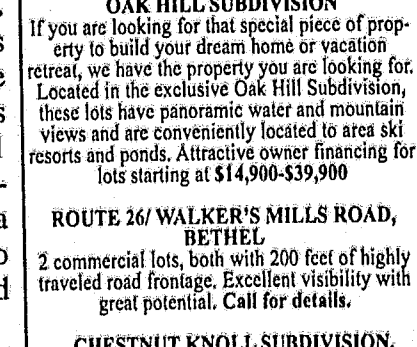 OAK HILL SUBDIVISION
If you are looking for that special piece of prop-
erty to build your dream home or vacation
retreat, we have the property you are looking for.
Located in the exclusive Oak Hill Subdivision,
these lots have panoramic water and mountain
views and are conveniently located to area ski
resorts and ponds. Attractive owner financing for
lots starting at $14,900-$39,900
ROUTE 26/ WALKER'S MILLS ROAD,
BETHEL
2 commercial lots, both with 200 feet of highly
traveled road frontage. Excellent visibility with
great potential. Call for details.
CHESTNUT KNOLL SUBDIVISION,